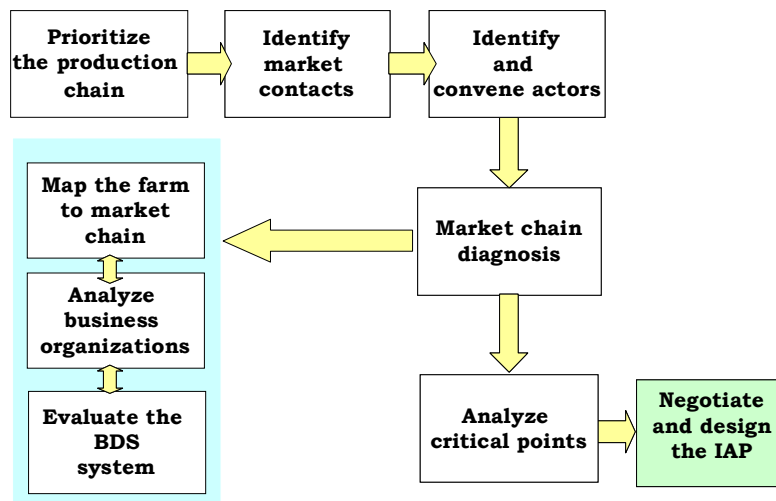 Prioritize
the production
chain
Identify
market
contacts
Identify
and
convene actors
Map the farm
to market
chain
Market chain
diagnosis
Analyze
business
organizations
Evaluate the
BDS
system
Analyze
critical points
Negotiate
and design
the IAP